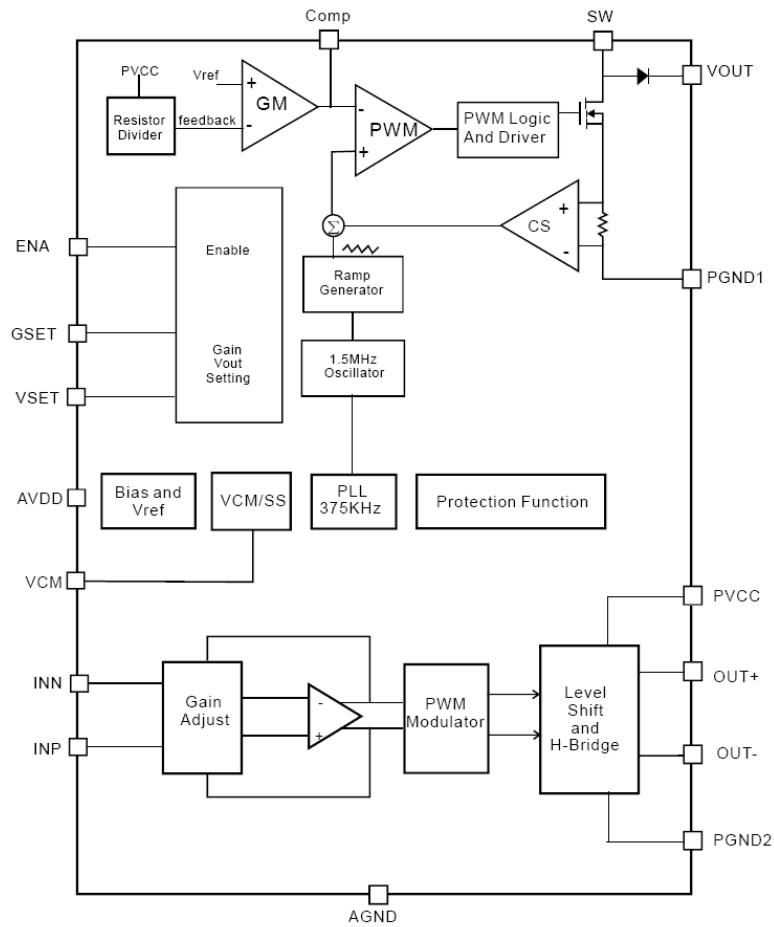 Comp
SW
PVCC
Vref
+
GM
-
feedback
Resistor
Divider
-
PWM
+
PWM Logic
And Driver
VOUT
Σ
CS
+
-
ENA
Enable
Ramp
Generator
PGND1
GSET
Gain
Vout
Setting
1.5MHz
Oscillator
VSET
AVDD
Bias and
Vref
VCM/SS
PLL
375KHz
Protection Function
VCM
PVCC
INN
Gain
Adjust
-
+
PWM
Modulator
Level
Shift
and
H-Bridge
OUT+
INP
OUT-
PGND2
AGND